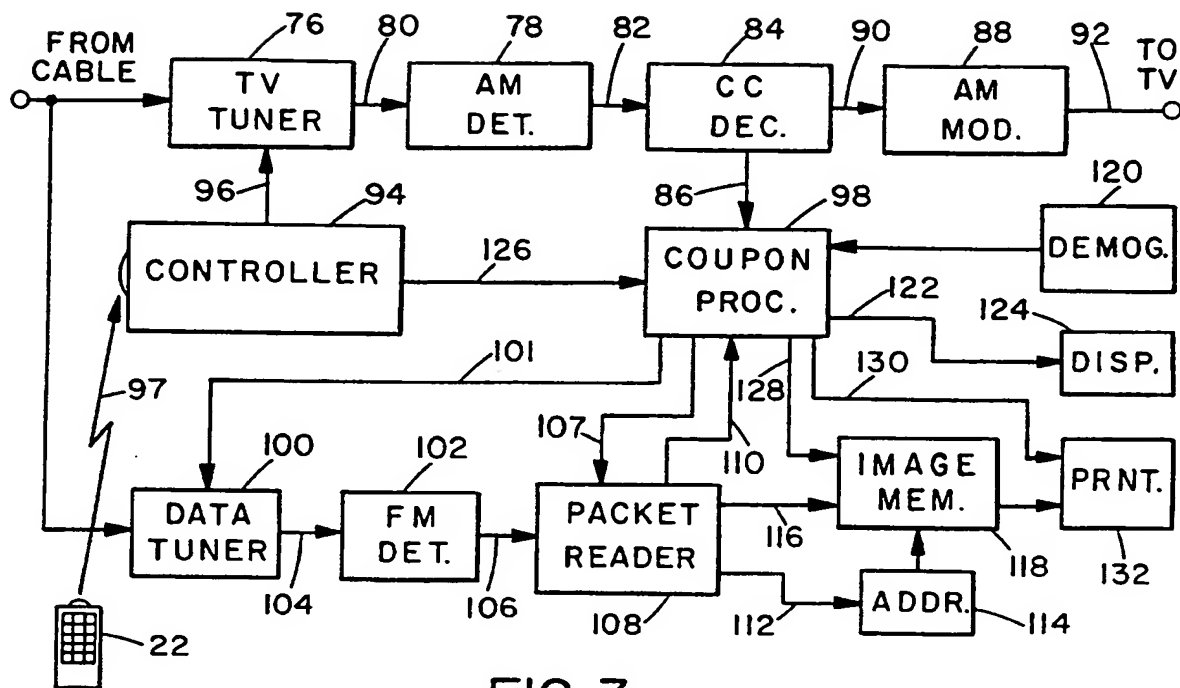 FROM
CABLE
76
TV
TUNER
80
78
AM
DET.
82
84
CC
DEC.
90
88
AM
MOD.
92
TO
TV
96
94
CONTROLLER
126
86
98
COUPON
PROC.
120
DEMOG.
122
124
DISP.
101
128
130
97
107
110
100
DATA
TUNER
104
102
FM
DET.
106
PACKET
READER
108
116
112
IMAGE
MEM.
118
PRNT.
132
ADDR.
114
22
FIG.